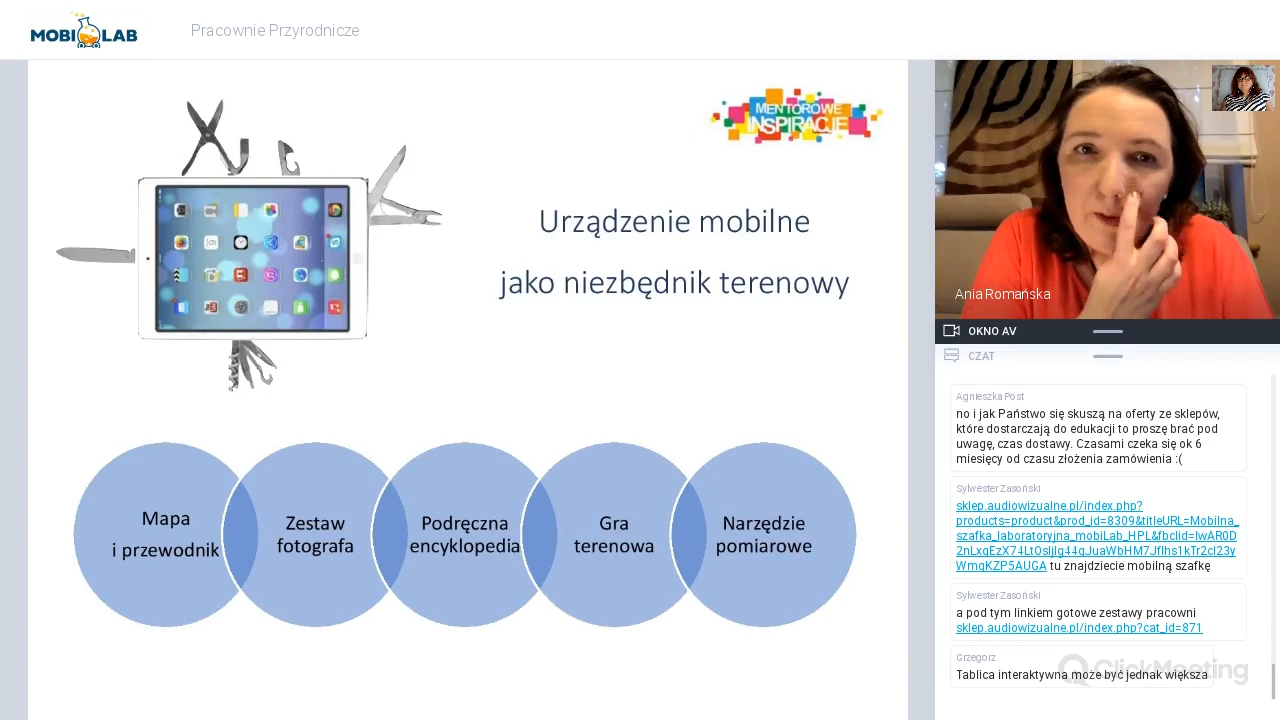 MOBILAB
Pracownie Przyrodnicze
MENTOROWE
INSPIRACJE
Urządzenie mobilne
jako niezbędnik terenowy
Mapa
i przewodnik
Zestaw
fotografa
Podręczna
encyklopedia
Gra
terenowa
Narzędzie
pomiarowe
Ania Romańska
OKNO AV
CZAT
Agnieszka Post
no i jak Państwo się skuszą na oferty ze sklepów,
które dostarczają do edukacji to proszę brać pod
uwagę, czas dostawy. Czasami czeka się ok 6
miesięcy od czasu złożenia zamówienia :(
Sylwester Zasoński
sklep.audiowizualne.pl/index.php?
products=product&prod_id=8309&titleURL=Mobilna_
szafka_laboratoryjna_mobiLab_HPL&fbclid=IwAR0D
tu znajdziecie mobilną szafkę
Sylwester Zasoński
a pod tym linkiem gotowe zestawy pracowni
sklep.audiowizualne.pl/index.php?cat_id=871
Grzegorz
Tablica interaktywna może być jednak większa
ClickMeeting